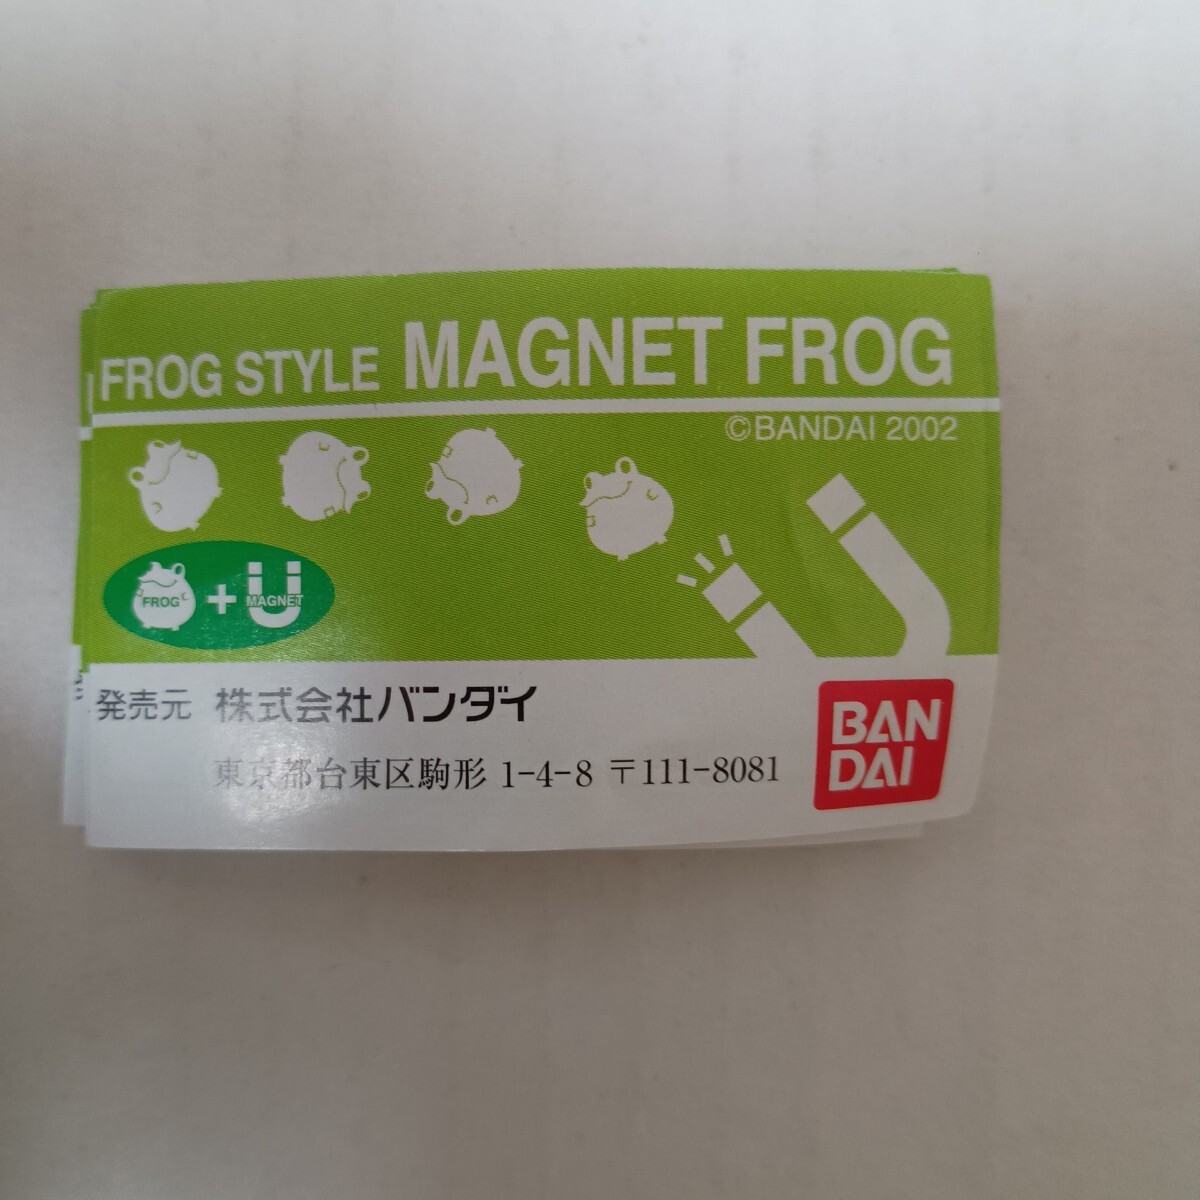 FROG STYLE MAGNET FROG
©BANDAI 2002
FROG + MAGNET
発売元 株式会社バンダイ
東京都台東区駒形 1-4-8 〒111-8081
BAN
DAI